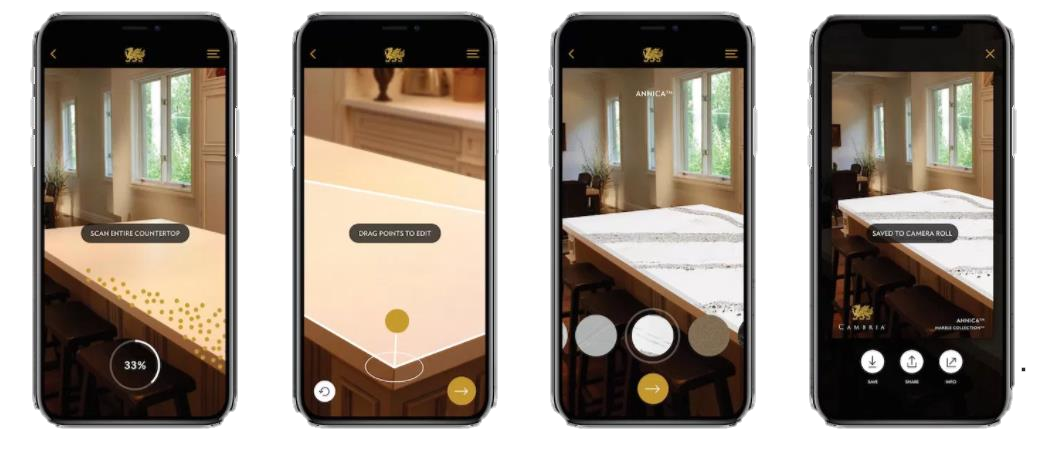 SCAN ENTIRE COUNTERTOP
33%
DRAG POINTS TO EDIT
ANNICA™
SAVED TO CAMERA ROLL
CAMBRIA
ANNICA™
MARBLE COLLECTION™
SAVE
SHARE
INFO